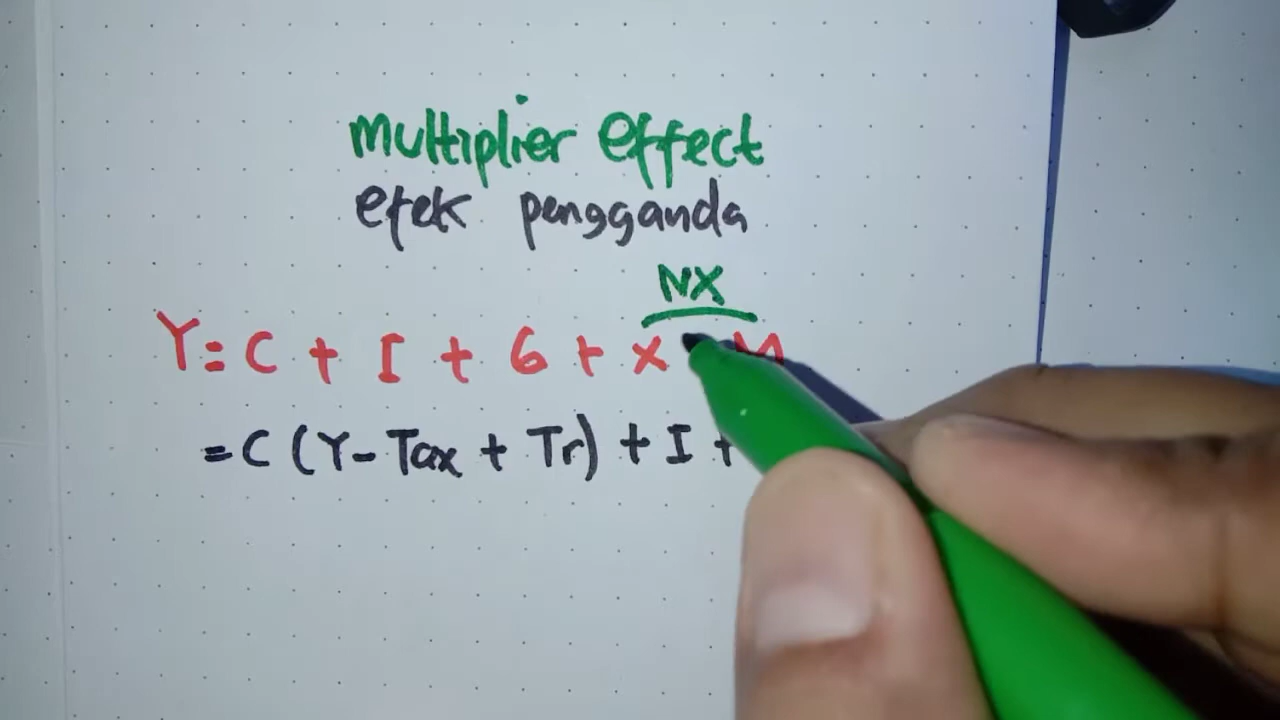 Multiplier Effect
efek pengganda
NX
Y = C + I + G + X M
= C (Y - Tax + Tr) + I +